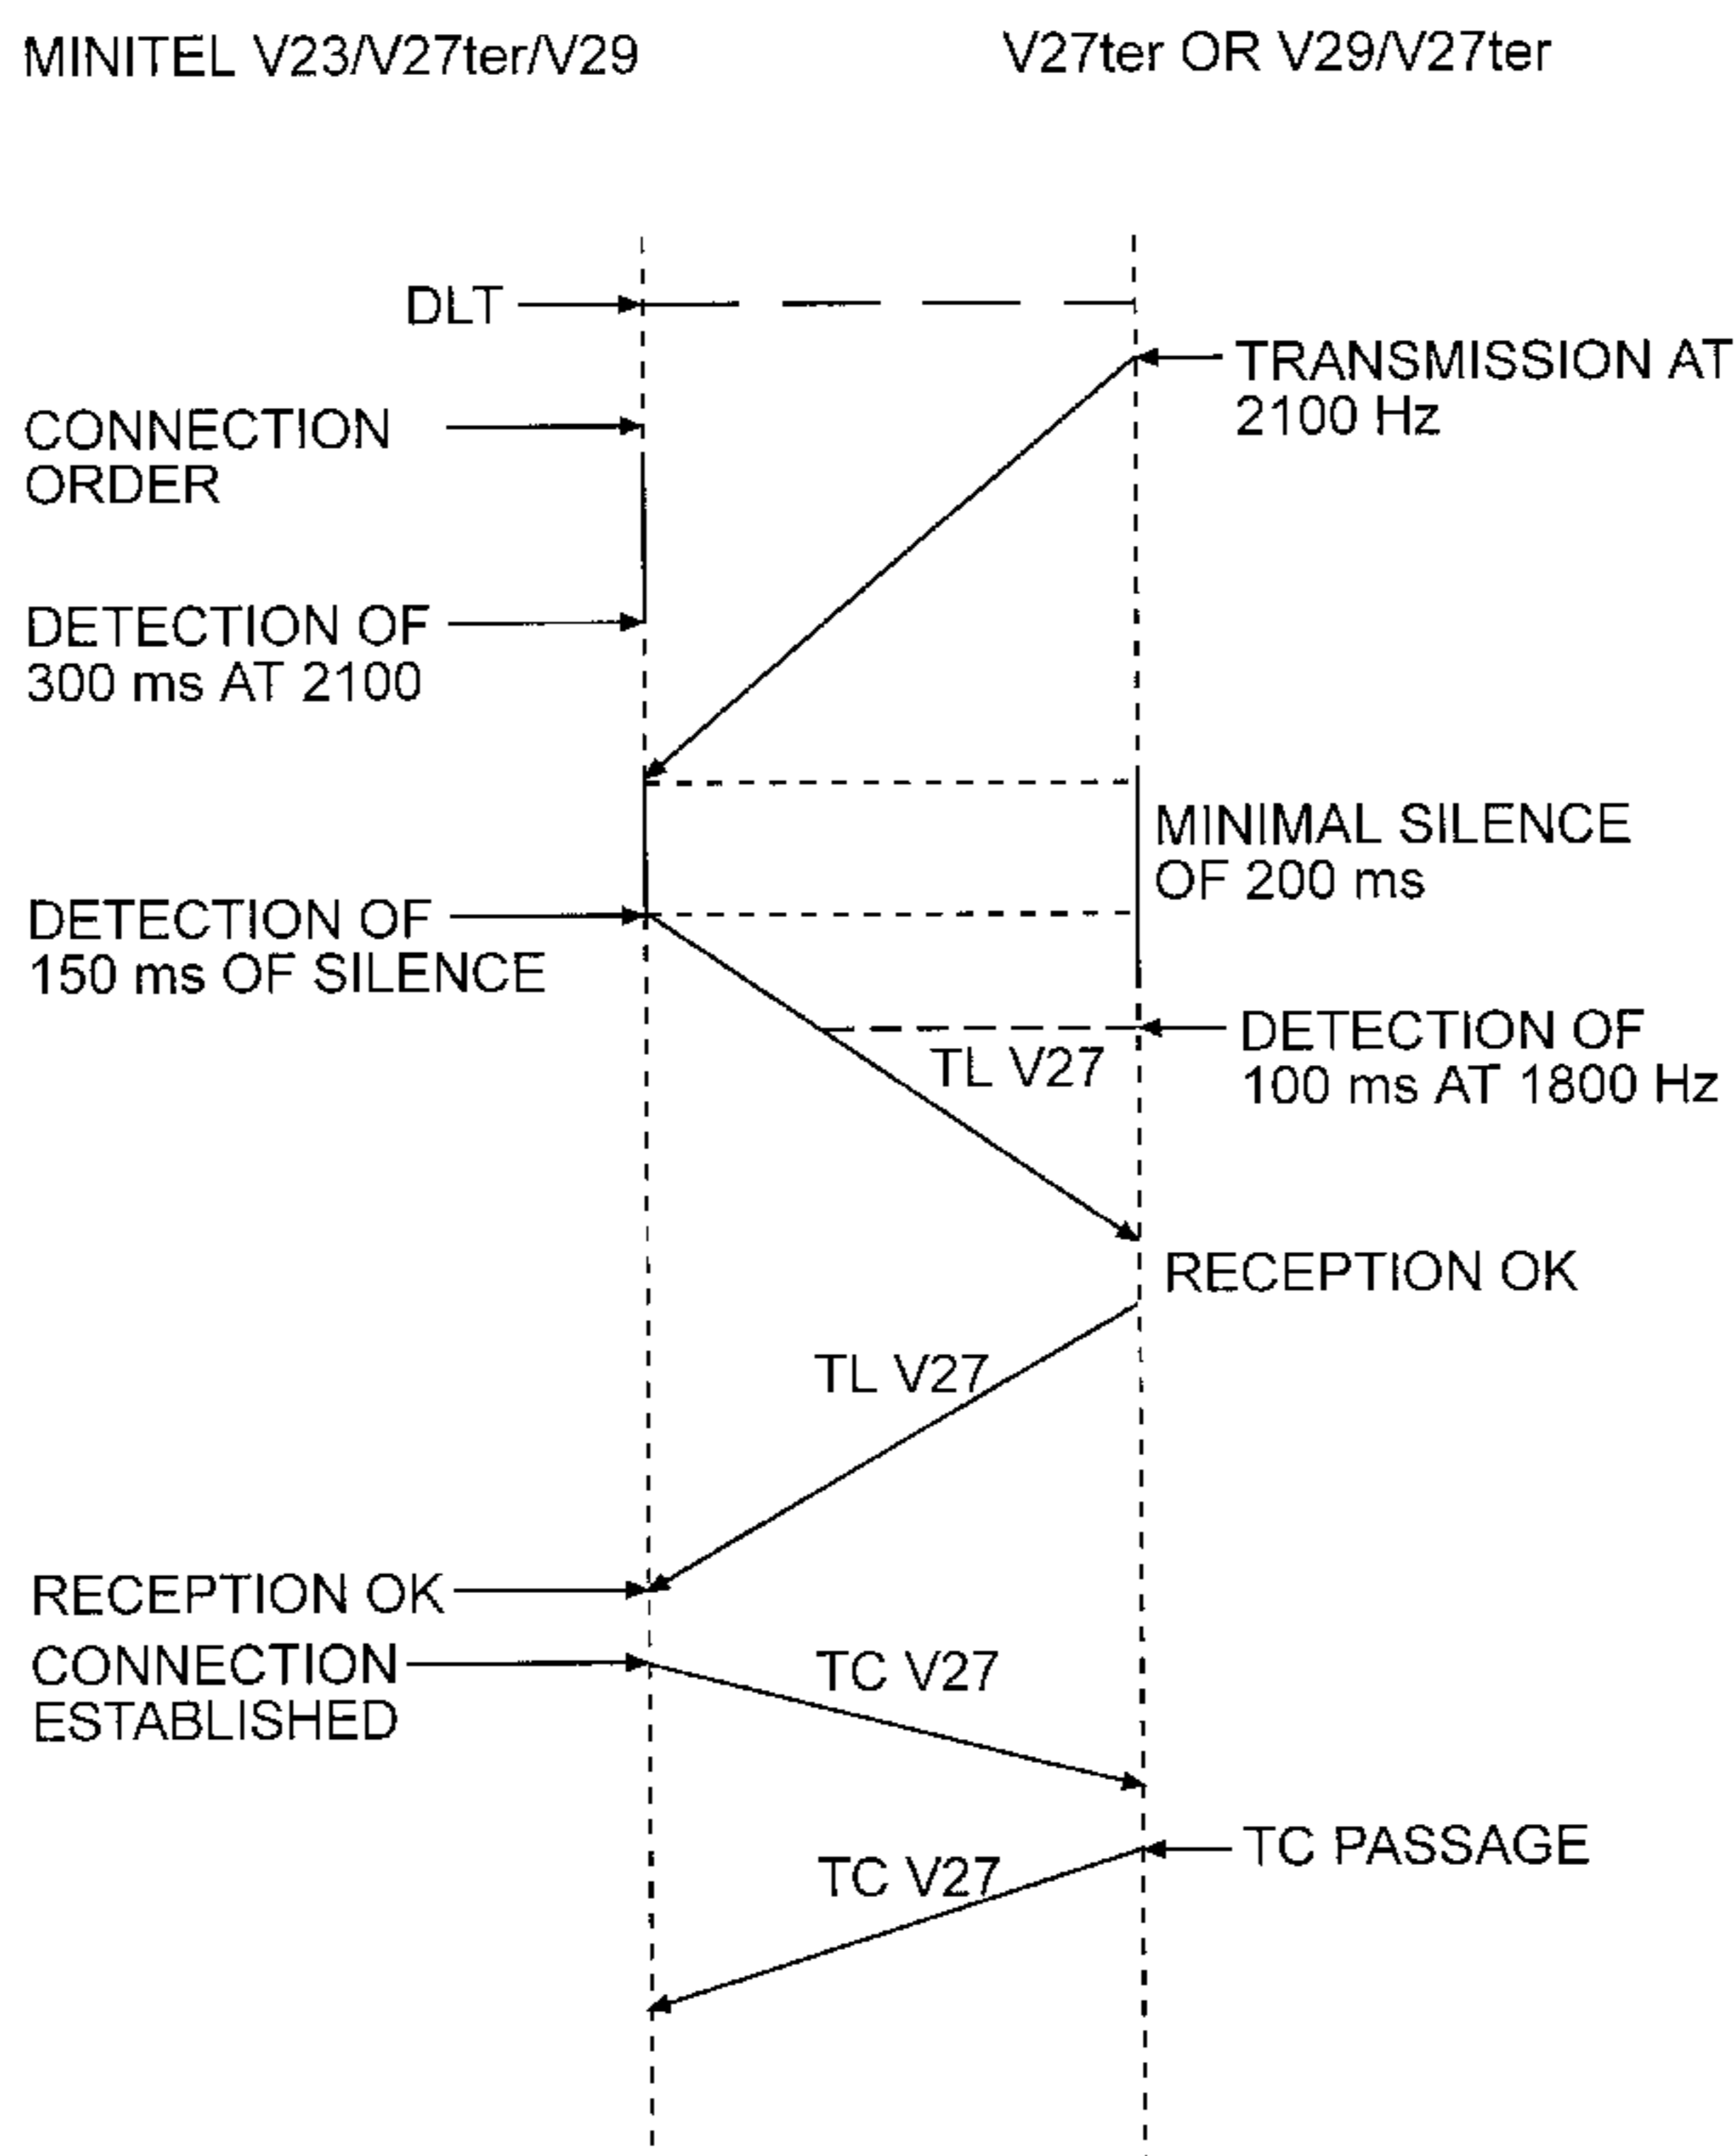 MINITEL V23/V27ter/V29
V27ter OR V29/V27ter
DLT
TRANSMISSION AT
2100 Hz
CONNECTION
ORDER
DETECTION OF
300 ms AT 2100
MINIMAL SILENCE
OF 200 ms
DETECTION OF
150 ms OF SILENCE
DETECTION OF
100 ms AT 1800 Hz
TL V27
RECEPTION OK
TL V27
RECEPTION OK
CONNECTION
ESTABLISHED
TC V27
TC PASSAGE
TC V27